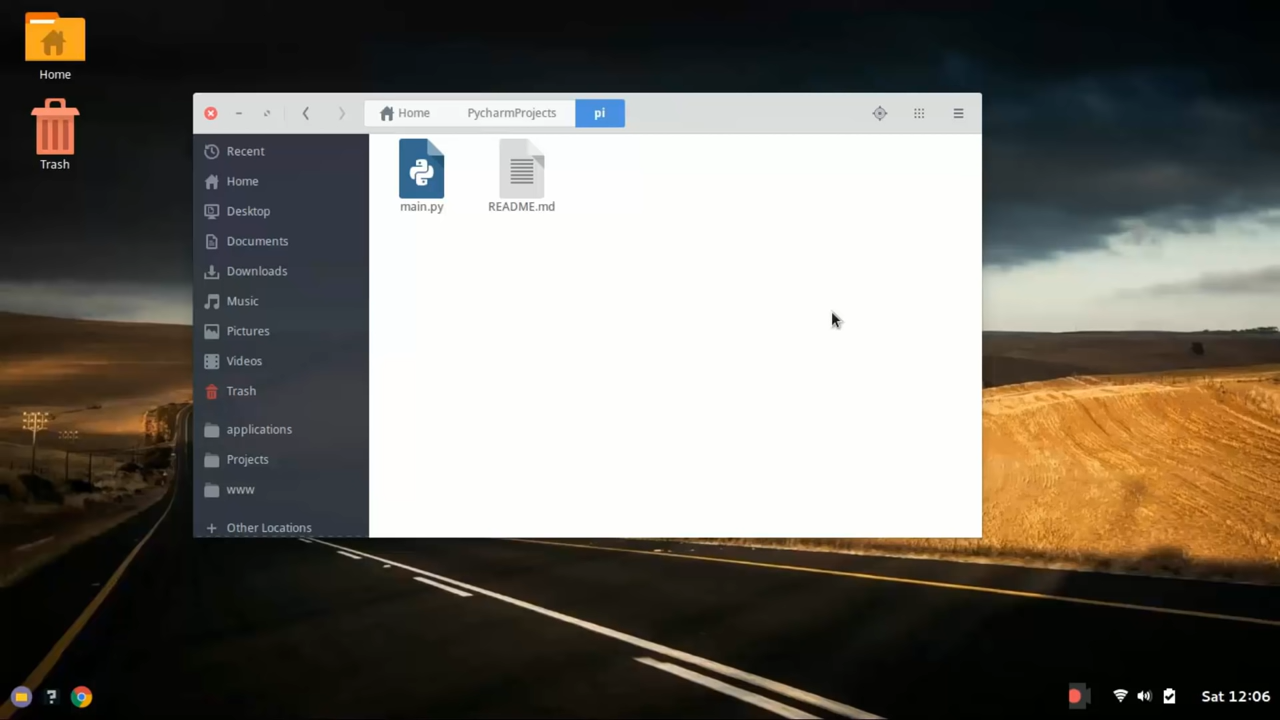 Home
Trash
Home PycharmProjects pi
Recent
Home
Desktop
Documents
Downloads
Music
Pictures
Videos
Trash
applications
Projects
www
Other Locations
main.py README.md
? Sat 12:06